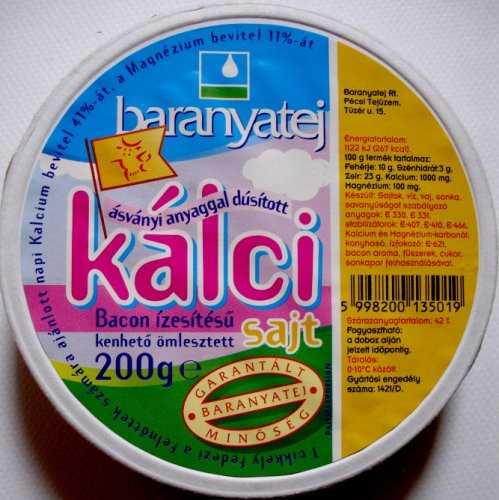 1 cikkely fedezi a Felnőttek számára ajánlott napi Kalcium bevitel 41%-át, a Magnézium bevitel 11%-át
baranyatej
ásványi anyaggal dúsított
kálci
sajt
Bacon ízesítésű
kenhető ömlesztett
200g e
GARANTÁLT
BARANYATEJ
MINŐSÉG
Baranyatej Rt.
Pécsi Tejüzem,
Tüzér u. 15.
Energiatartalom:
1122 kJ (267 kcal).
100 g termék tartalmaz:
Fehérje: 10 g, Szénhidrát:3 g,
Zsír: 23 g, Kalcium: 1000 mg,
Magnézium: 100 mg.
Készült: Sajtok, víz, vaj, sonka,
savanyúságot szabályozó
anyagok: E 330, E 331,
stabilizátorok: E-407, E-410, E-466,
Kalcium és Magnézium-karbonát,
konyhasó, ízfokozó: E-621,
bacon aroma, fűszerek, cukor,
sonkapor felhasználásával.
5 998200 135019
Szárazanyagtartalom: 42 %
Fogyasztható:
a doboz alján
jelzett időpontig.
Tárolás:
0-10°C között.
Gyártási engedély
száma: 1421/D.